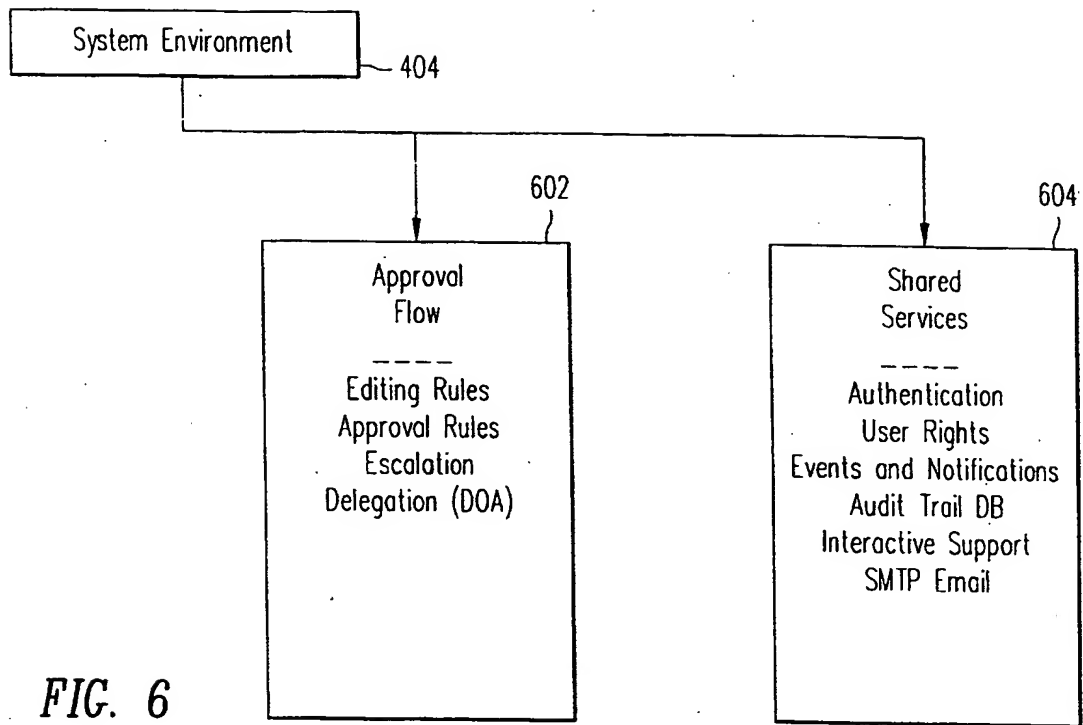 System Environment
404
602
604
Approval
Flow
----
Editing Rules
Approval Rules
Escalation
Delegation (DOA)
Shared
Services
----
Authentication
User Rights
Events and Notifications
Audit Trail DB
Interactive Support
SMTP Email
FIG. 6